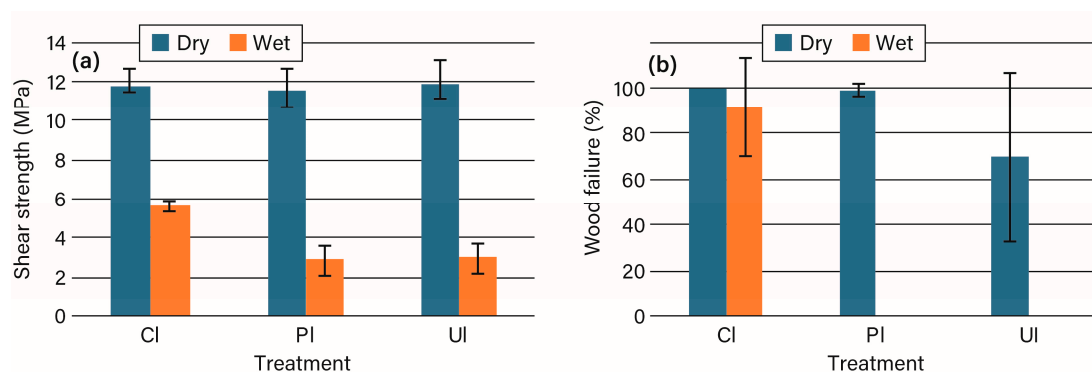 Dry Wet
(a)
Shear strength (MPa)
14
12
10
8
6
4
2
0
CI PI UI
Treatment
Dry Wet
(b)
Wood failure (%)
100
80
60
40
20
0
CI PI UI
Treatment